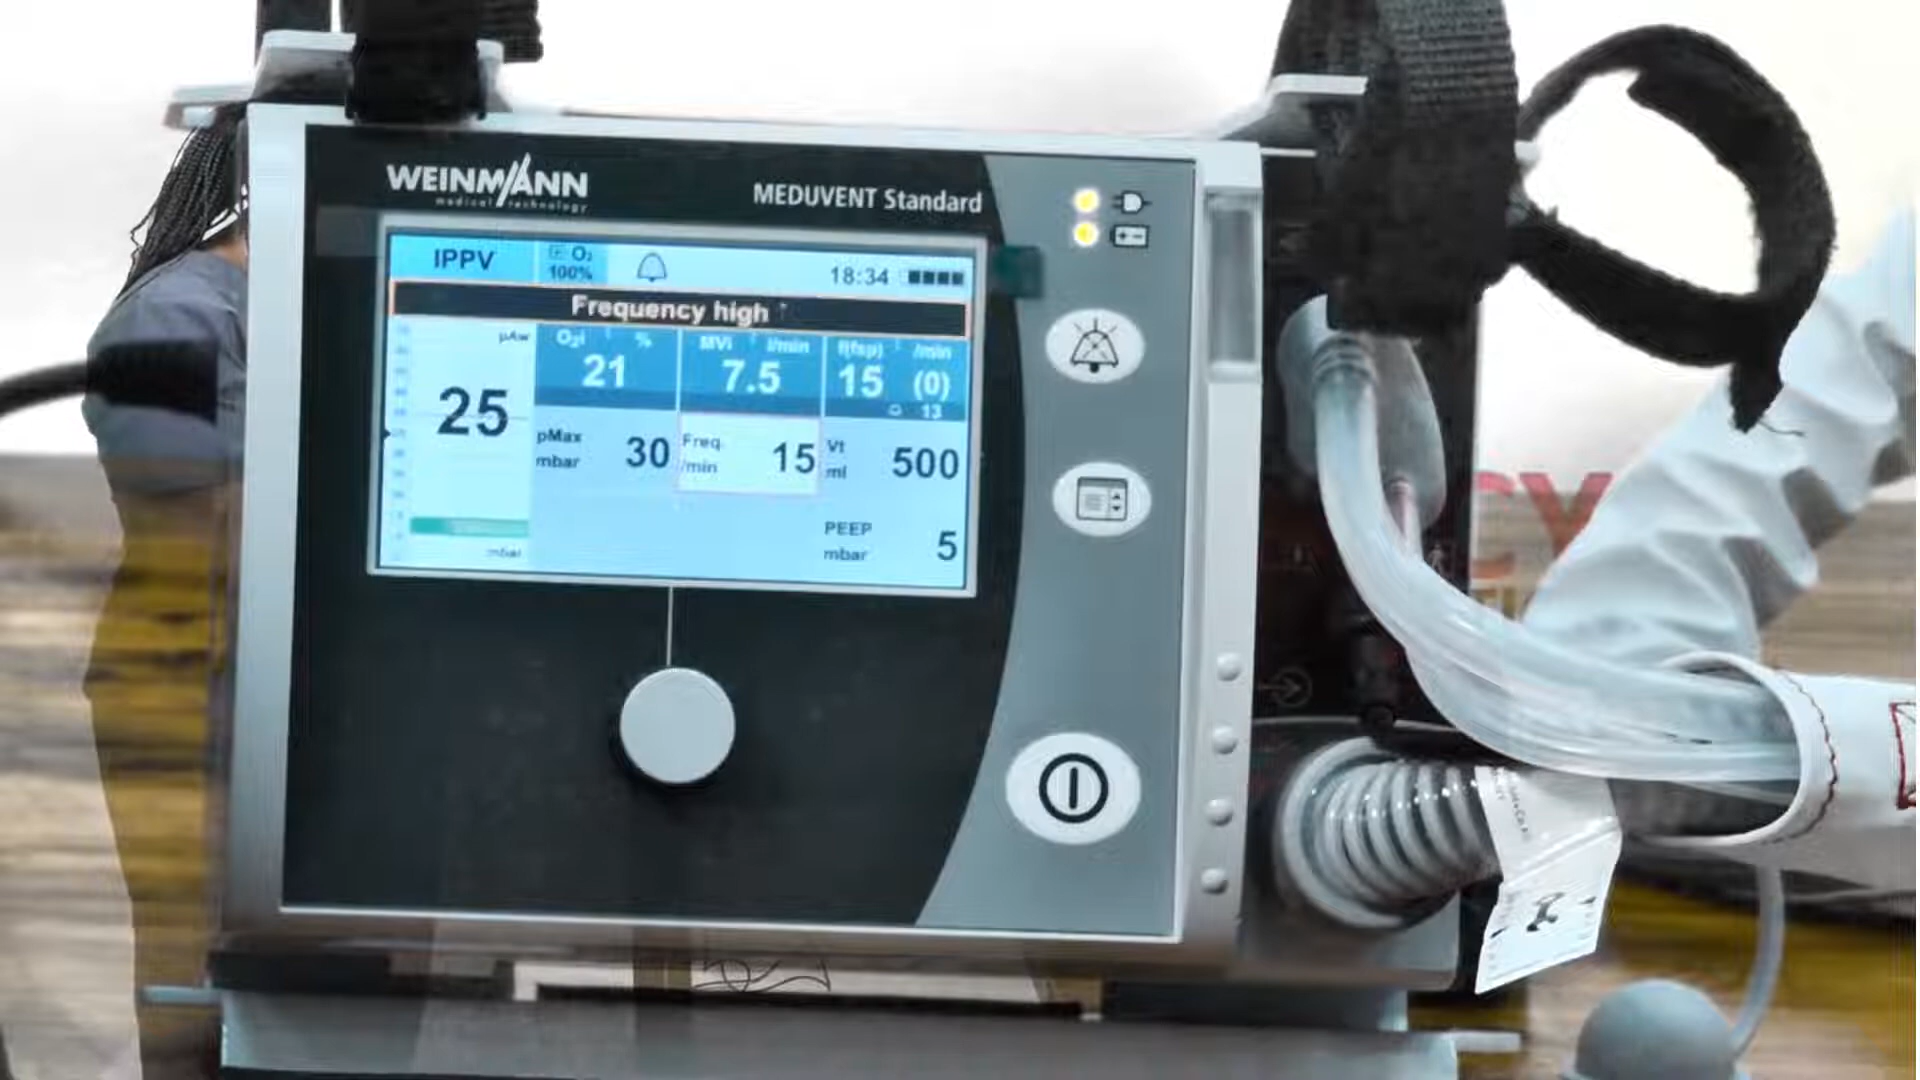 WEINMANN
medical technology
MEDUVENT Standard
IPPV
O₂
100%
18:34
Frequency high
pAw
25
mbar
O₂i %
21
MVi l/min
7.5
f(fsp) /min
15 (0)
13
pMax
mbar
30
Freq.
/min
15
Vt
ml
500
PEEP
mbar
5
CY